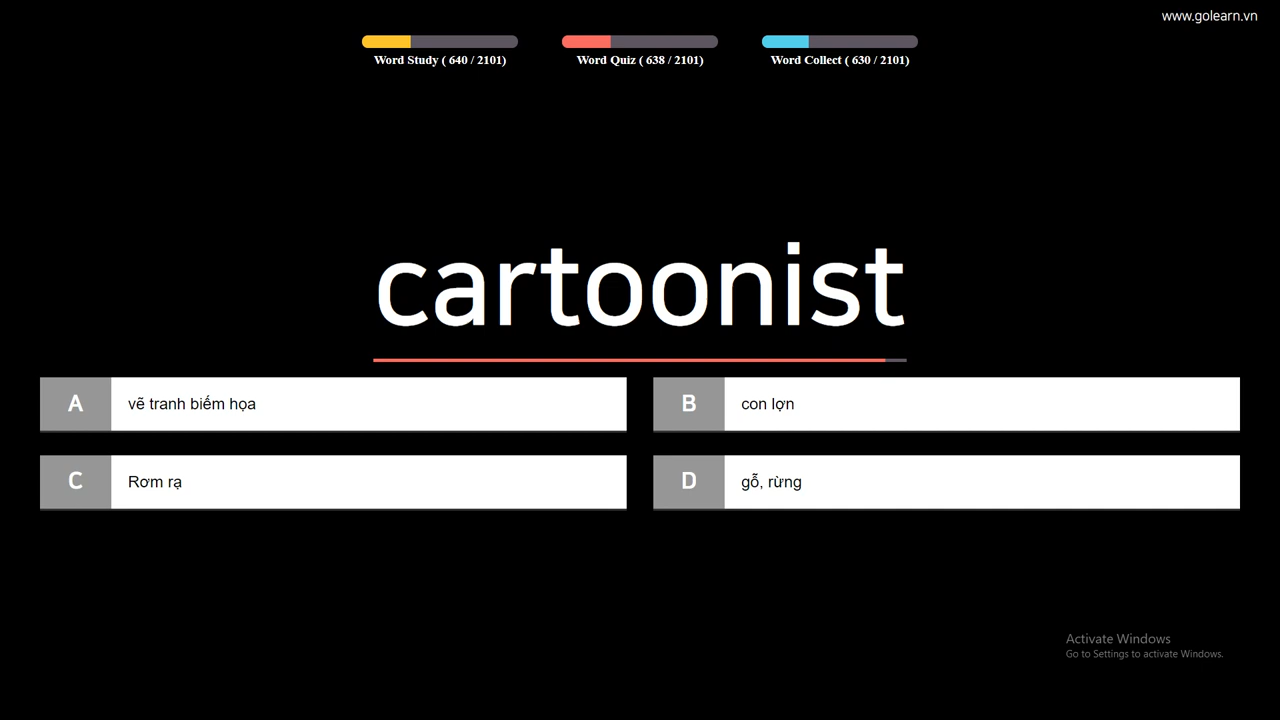 www.golearn.vn
Word Study ( 640 / 2101)
Word Quiz ( 638 / 2101)
Word Collect ( 630 / 2101)
cartoonist
A vẽ tranh biếm họa
B con lợn
C Rơm rạ
D gỗ, rừng
Activate Windows
Go to Settings to activate Windows.